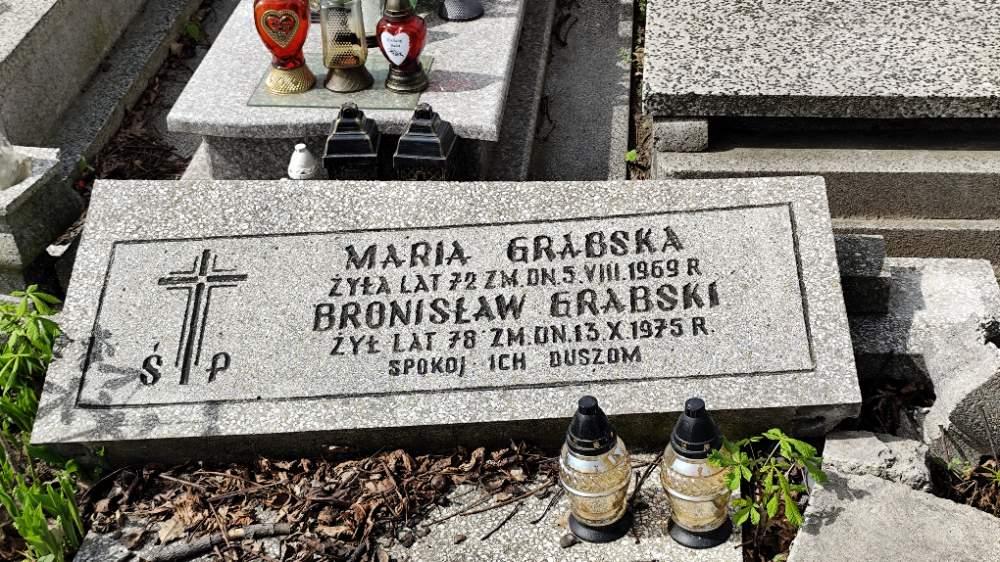 MARIA GRABSKA
ŻYŁA LAT 72 ZM. DN. 5. VIII. 1969 R
BRONISŁAW GRABSKI
ŻYŁ LAT 78 ZM. DN. 13. X. 1975 R.
Ś P
SPOKÓJ ICH DUSZOM